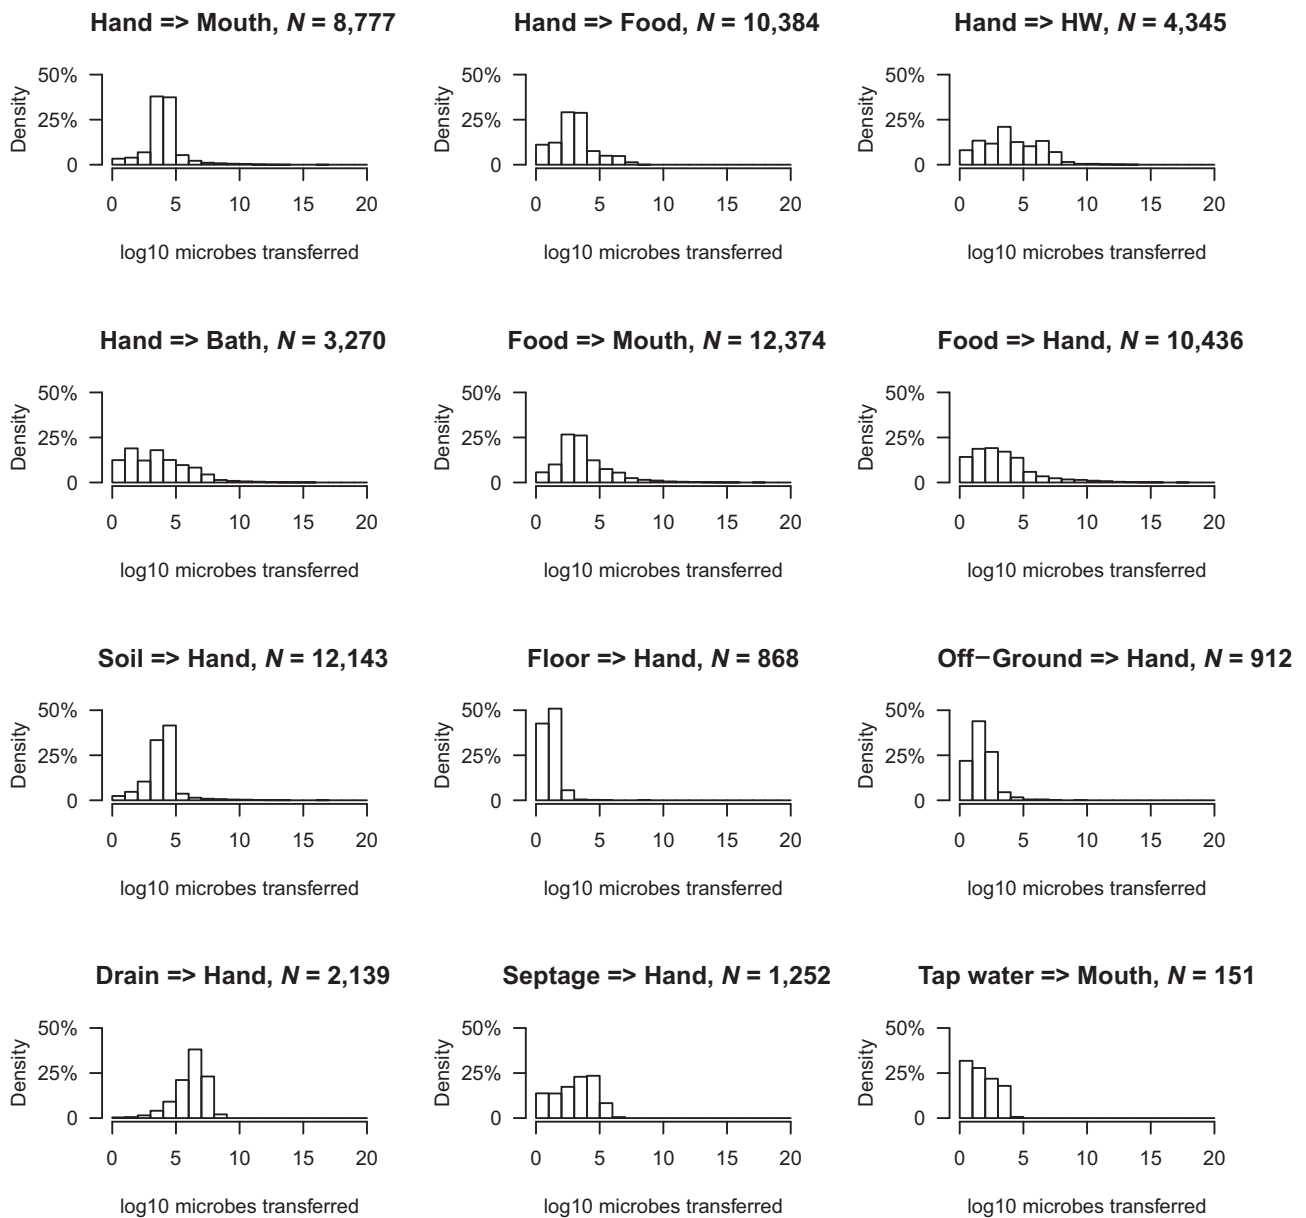 Hand => Mouth, N = 8,777
50%
25%
0
Density
0 5 10 15 20
log10 microbes transferred
Hand => Food, N = 10,384
50%
25%
0
Density
0 5 10 15 20
log10 microbes transferred
Hand => HW, N = 4,345
50%
25%
0
Density
0 5 10 15 20
log10 microbes transferred
Hand => Bath, N = 3,270
50%
25%
0
Density
0 5 10 15 20
log10 microbes transferred
Food => Mouth, N = 12,374
50%
25%
0
Density
0 5 10 15 20
log10 microbes transferred
Food => Hand, N = 10,436
50%
25%
0
Density
0 5 10 15 20
log10 microbes transferred
Soil => Hand, N = 12,143
50%
25%
0
Density
0 5 10 15 20
log10 microbes transferred
Floor => Hand, N = 868
50%
25%
0
Density
0 5 10 15 20
log10 microbes transferred
Off−Ground => Hand, N = 912
50%
25%
0
Density
0 5 10 15 20
log10 microbes transferred
Drain => Hand, N = 2,139
50%
25%
0
Density
0 5 10 15 20
log10 microbes transferred
Septage => Hand, N = 1,252
50%
25%
0
Density
0 5 10 15 20
log10 microbes transferred
Tap water => Mouth, N = 151
50%
25%
0
Density
0 5 10 15 20
log10 microbes transferred